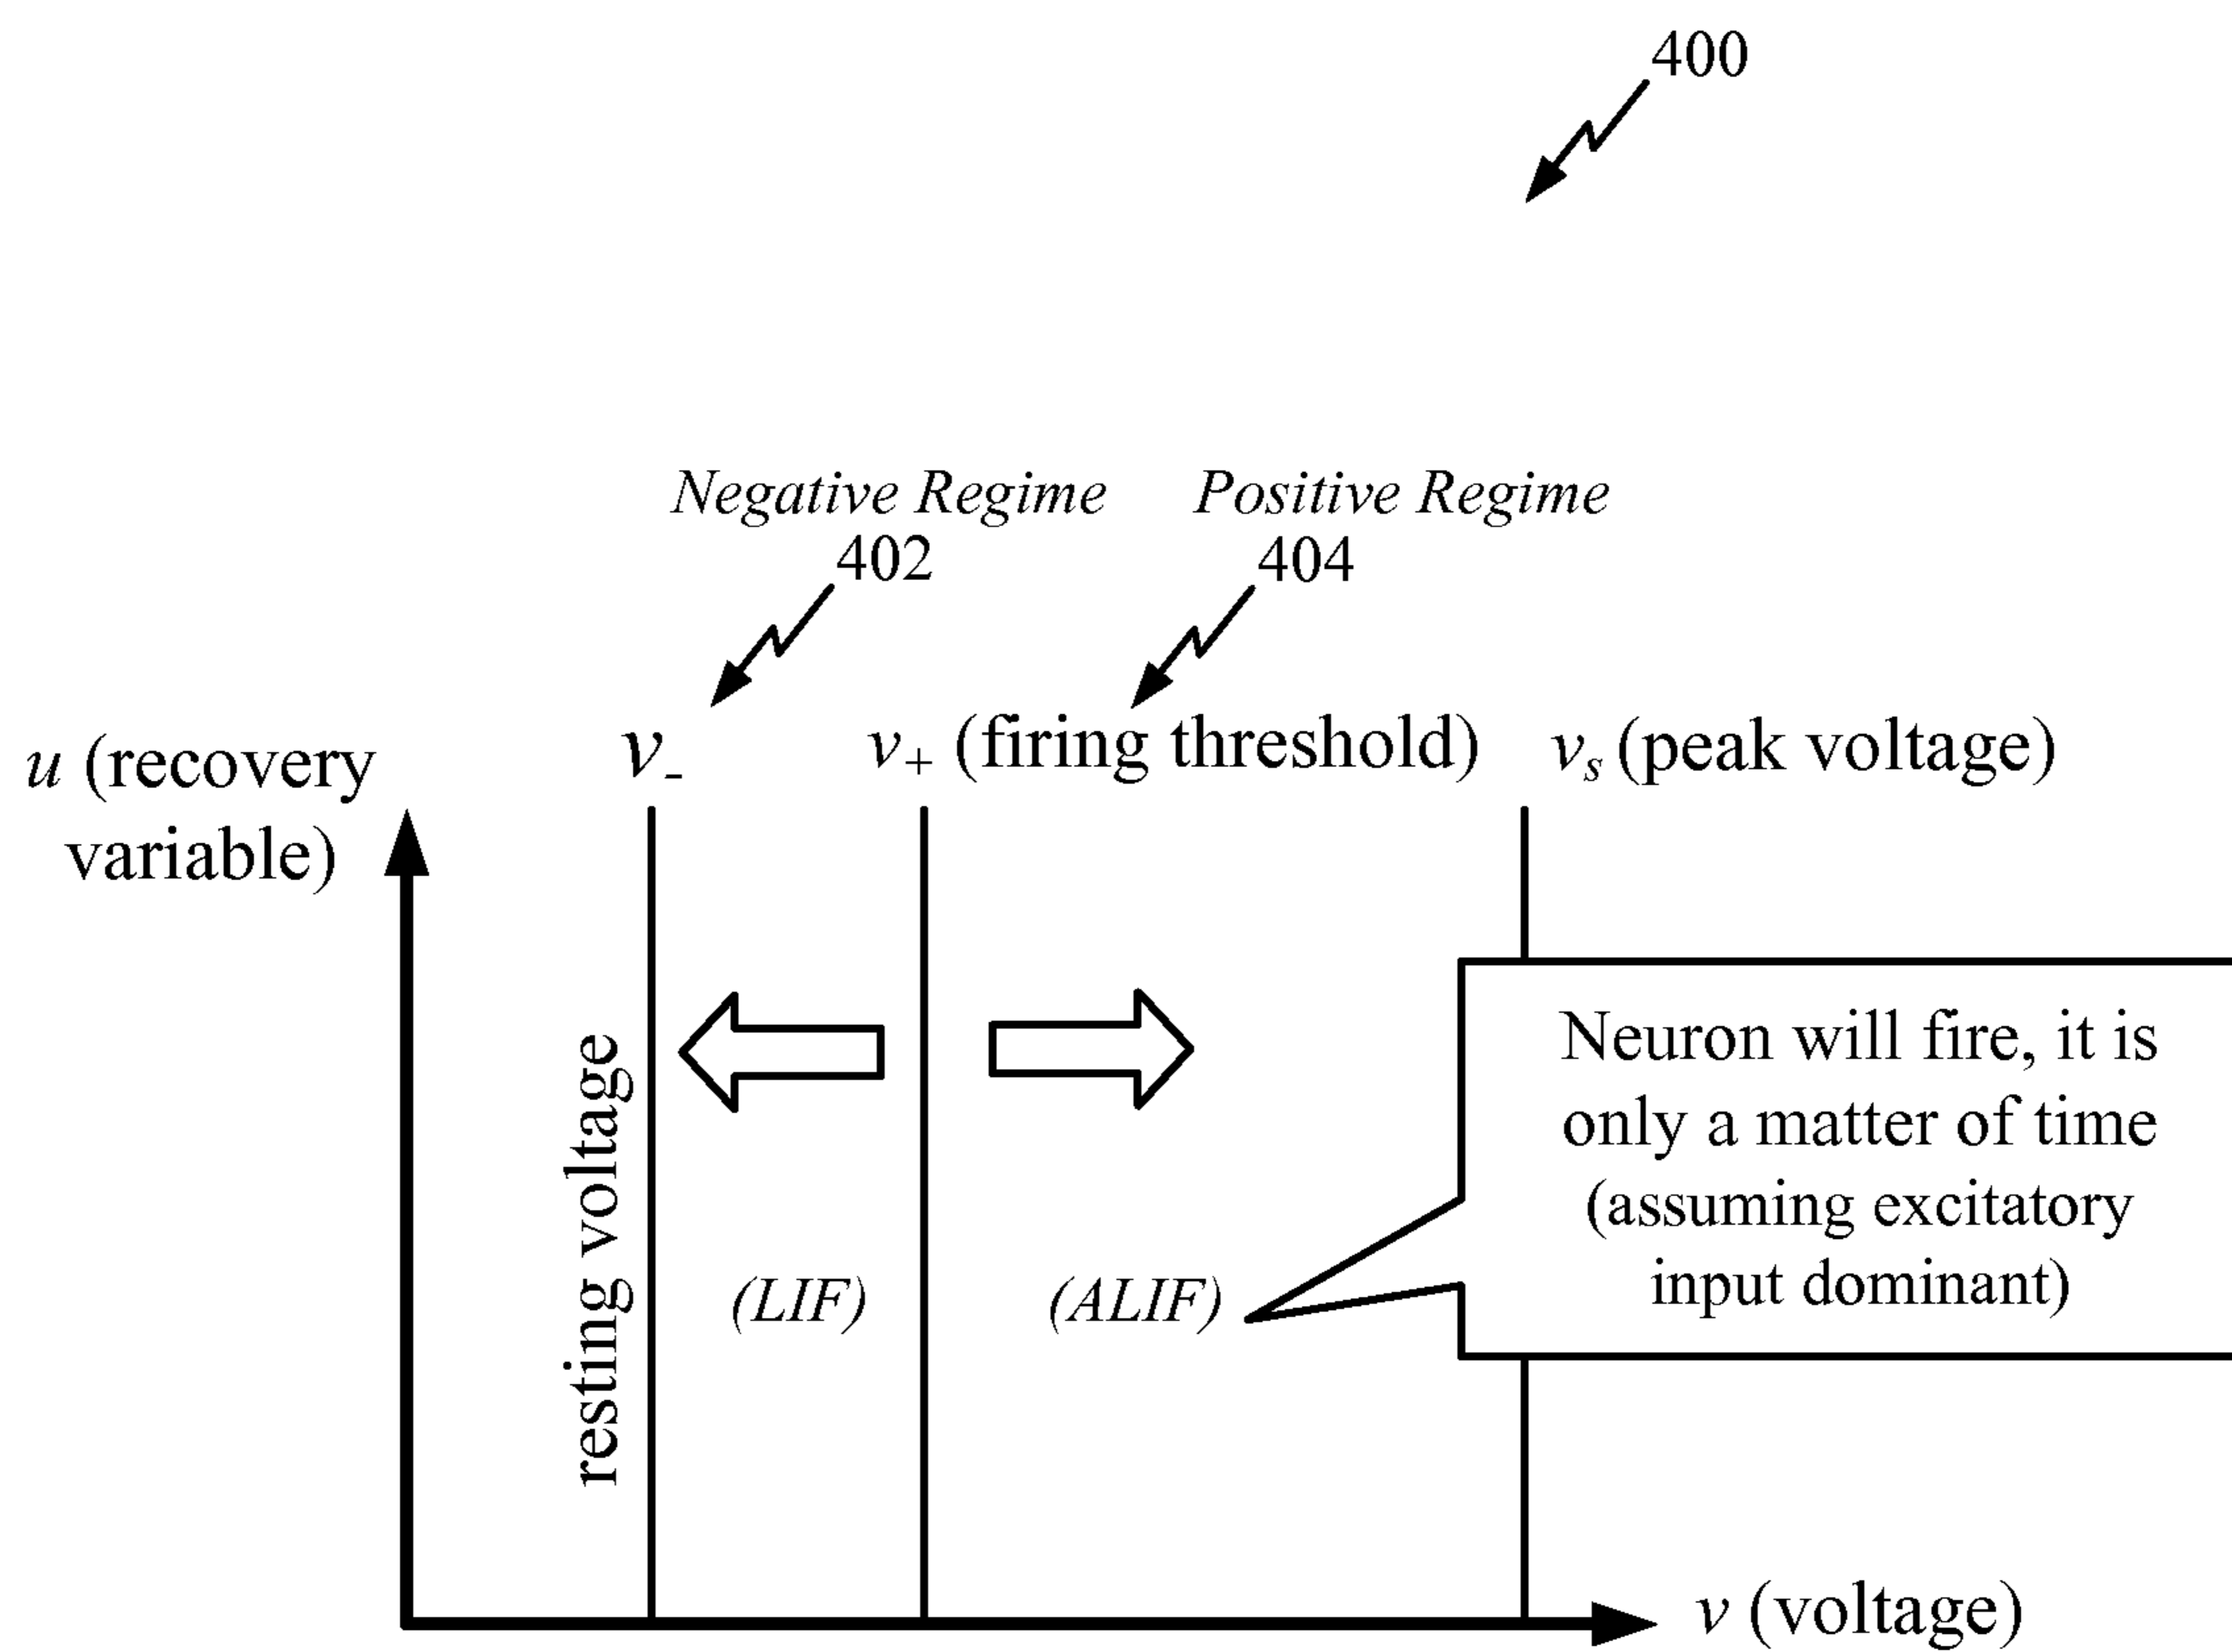 400
Negative Regime
402
Positive Regime
404
u (recovery
variable)
v-
v+ (firing threshold)
vs (peak voltage)
resting voltage
(LIF)
(ALIF)
Neuron will fire, it is
only a matter of time
(assuming excitatory
input dominant)
v (voltage)